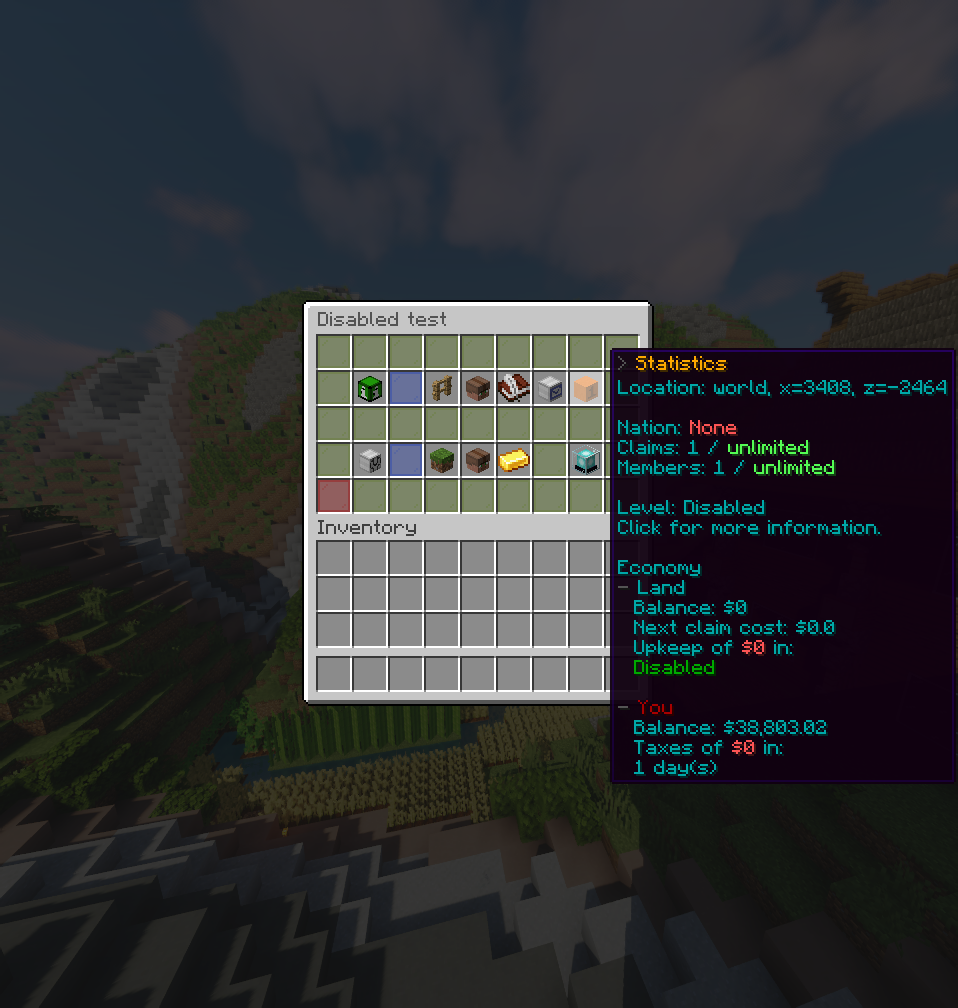 Disabled test
Inventory
> Statistics
Location: world, x=3408, z=-2464
Nation: None
Claims: 1 / unlimited
Members: 1 / unlimited
Level: Disabled
Click for more information.
Economy
- Land
Balance: $0
Next claim cost: $0.0
Upkeep of $0 in:
Disabled
- You
Balance: $38,803.02
Taxes of $0 in:
1 day(s)